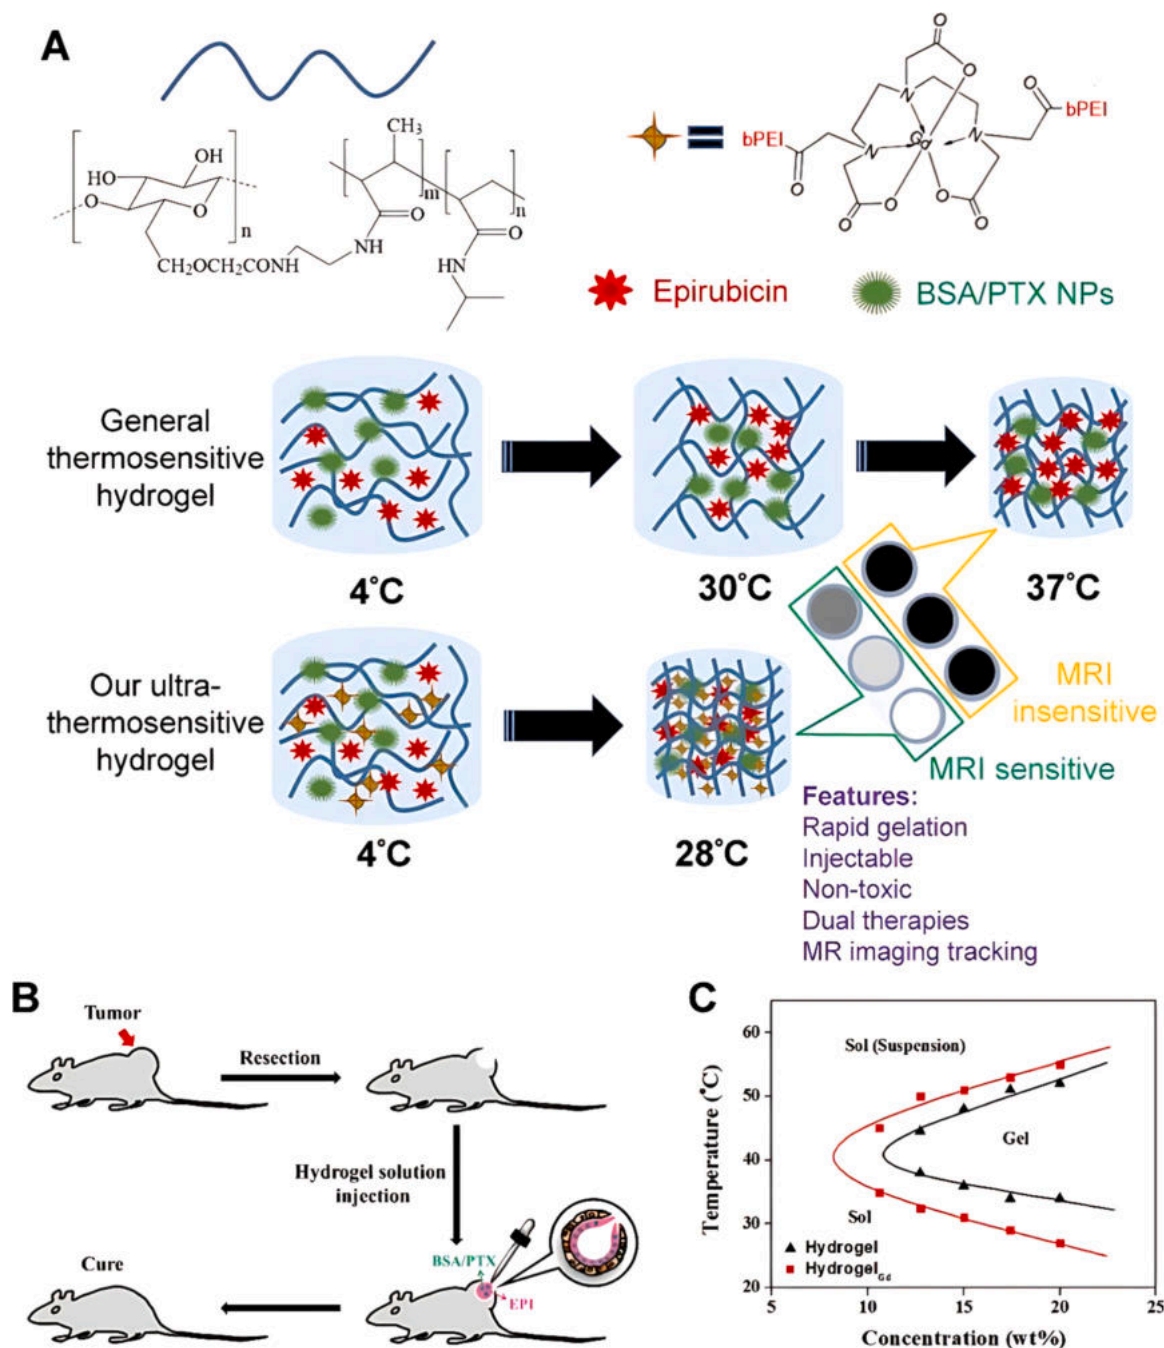 A
CH₃
OH
HO
O
O
n
m
n
O
O
NH
HN
CH₂OCH₂CONH
O
O
O
N
bPEI
bPEI
N
N
Gd
O
O
O
O
O
Epirubicin
BSA/PTX NPs
General
thermosensitive
hydrogel
4°C
30°C
37°C
Our ultra-
thermosensitive
hydrogel
4°C
28°C
MRI
insensitive
MRI sensitive
Features:
Rapid gelation
Injectable
Non-toxic
Dual therapies
MR imaging tracking
B
Tumor
Resection
Hydrogel solution
injection
BSA/PTX
EPI
Cure
C
Temperature (°C)
60
50
40
30
20
Sol (Suspension)
Gel
Sol
Hydrogel
Hydrogel_Gd
5
10
15
20
25
Concentration (wt%)